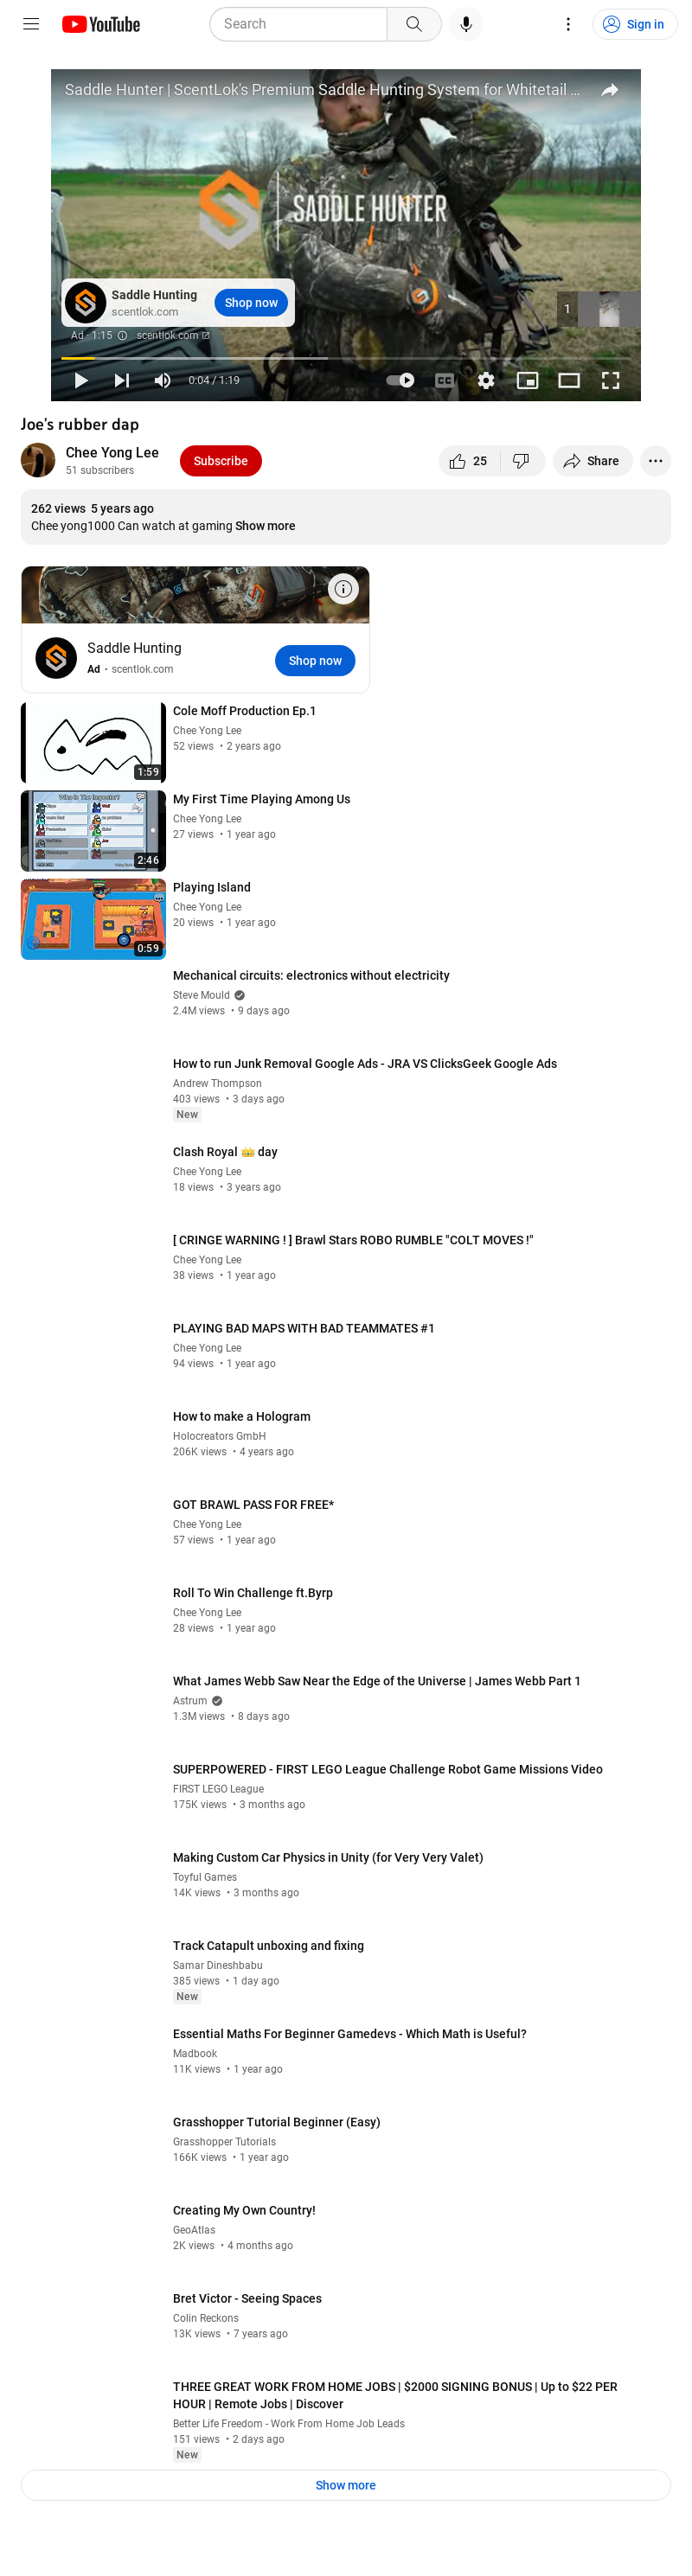 YouTube
Search
Sign in
Saddle Hunter | ScentLok's Premium Saddle Hunting System for Whitetail ...
SADDLE HUNTER
Saddle Hunting
scentlok.com
Shop now
1
Ad · 1:15
scentlok.com
0:04 / 1:19
CC
Joe's rubber dap
Chee Yong Lee
51 subscribers
Subscribe
25
Share
262 views 5 years ago
Chee yong1000 Can watch at gaming Show more
Saddle Hunting
Ad · scentlok.com
Shop now
Cole Moff Production Ep.1
Chee Yong Lee
52 views • 2 years ago
1:59
My First Time Playing Among Us
Chee Yong Lee
27 views • 1 year ago
Who Is The Impostor?
2:46
Playing Island
Chee Yong Lee
20 views • 1 year ago
0:59
Mechanical circuits: electronics without electricity
Steve Mould
2.4M views • 9 days ago
How to run Junk Removal Google Ads - JRA VS ClicksGeek Google Ads
Andrew Thompson
403 views • 3 days ago
New
Clash Royal 👑 day
Chee Yong Lee
18 views • 3 years ago
[ CRINGE WARNING ! ] Brawl Stars ROBO RUMBLE "COLT MOVES !"
Chee Yong Lee
38 views • 1 year ago
PLAYING BAD MAPS WITH BAD TEAMMATES #1
Chee Yong Lee
94 views • 1 year ago
How to make a Hologram
Holocreators GmbH
206K views • 4 years ago
GOT BRAWL PASS FOR FREE*
Chee Yong Lee
57 views • 1 year ago
Roll To Win Challenge ft.Byrp
Chee Yong Lee
28 views • 1 year ago
What James Webb Saw Near the Edge of the Universe | James Webb Part 1
Astrum
1.3M views • 8 days ago
SUPERPOWERED - FIRST LEGO League Challenge Robot Game Missions Video
FIRST LEGO League
175K views • 3 months ago
Making Custom Car Physics in Unity (for Very Very Valet)
Toyful Games
14K views • 3 months ago
Track Catapult unboxing and fixing
Samar Dineshbabu
385 views • 1 day ago
New
Essential Maths For Beginner Gamedevs - Which Math is Useful?
Madbook
11K views • 1 year ago
Grasshopper Tutorial Beginner (Easy)
Grasshopper Tutorials
166K views • 1 year ago
Creating My Own Country!
GeoAtlas
2K views • 4 months ago
Bret Victor - Seeing Spaces
Colin Reckons
13K views • 7 years ago
THREE GREAT WORK FROM HOME JOBS | $2000 SIGNING BONUS | Up to $22 PER
HOUR | Remote Jobs | Discover
Better Life Freedom - Work From Home Job Leads
151 views • 2 days ago
New
Show more